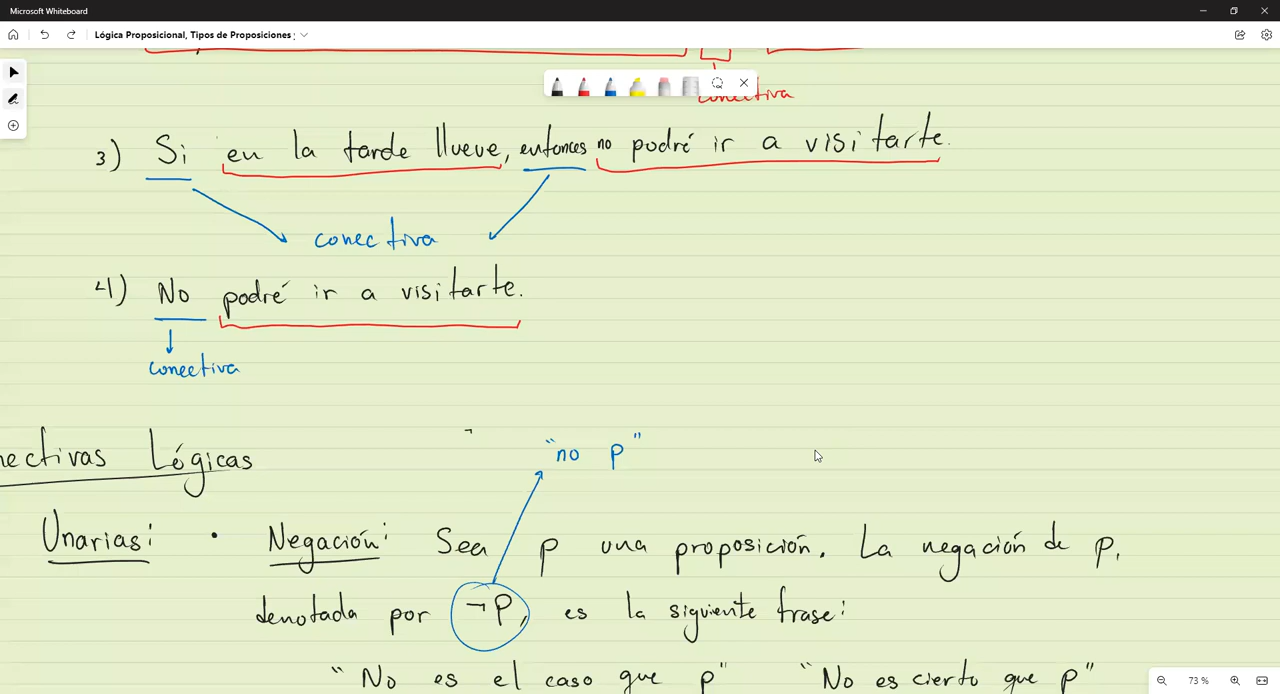 Microsoft Whiteboard
Lógica Proposicional, Tipos de Proposiciones
conectiva
3) Si en la tarde llueve, entonces no podré ir a visitarte.
conectiva
4) No podré ir a visitarte.
conectiva
"no p"
nectivas Lógicas
Unarias: • Negación: Sea p una proposición. La negación de p,
denotada por ¬P, es la siguiente frase:
"No es el caso que p" "No es cierto que p"
73 %